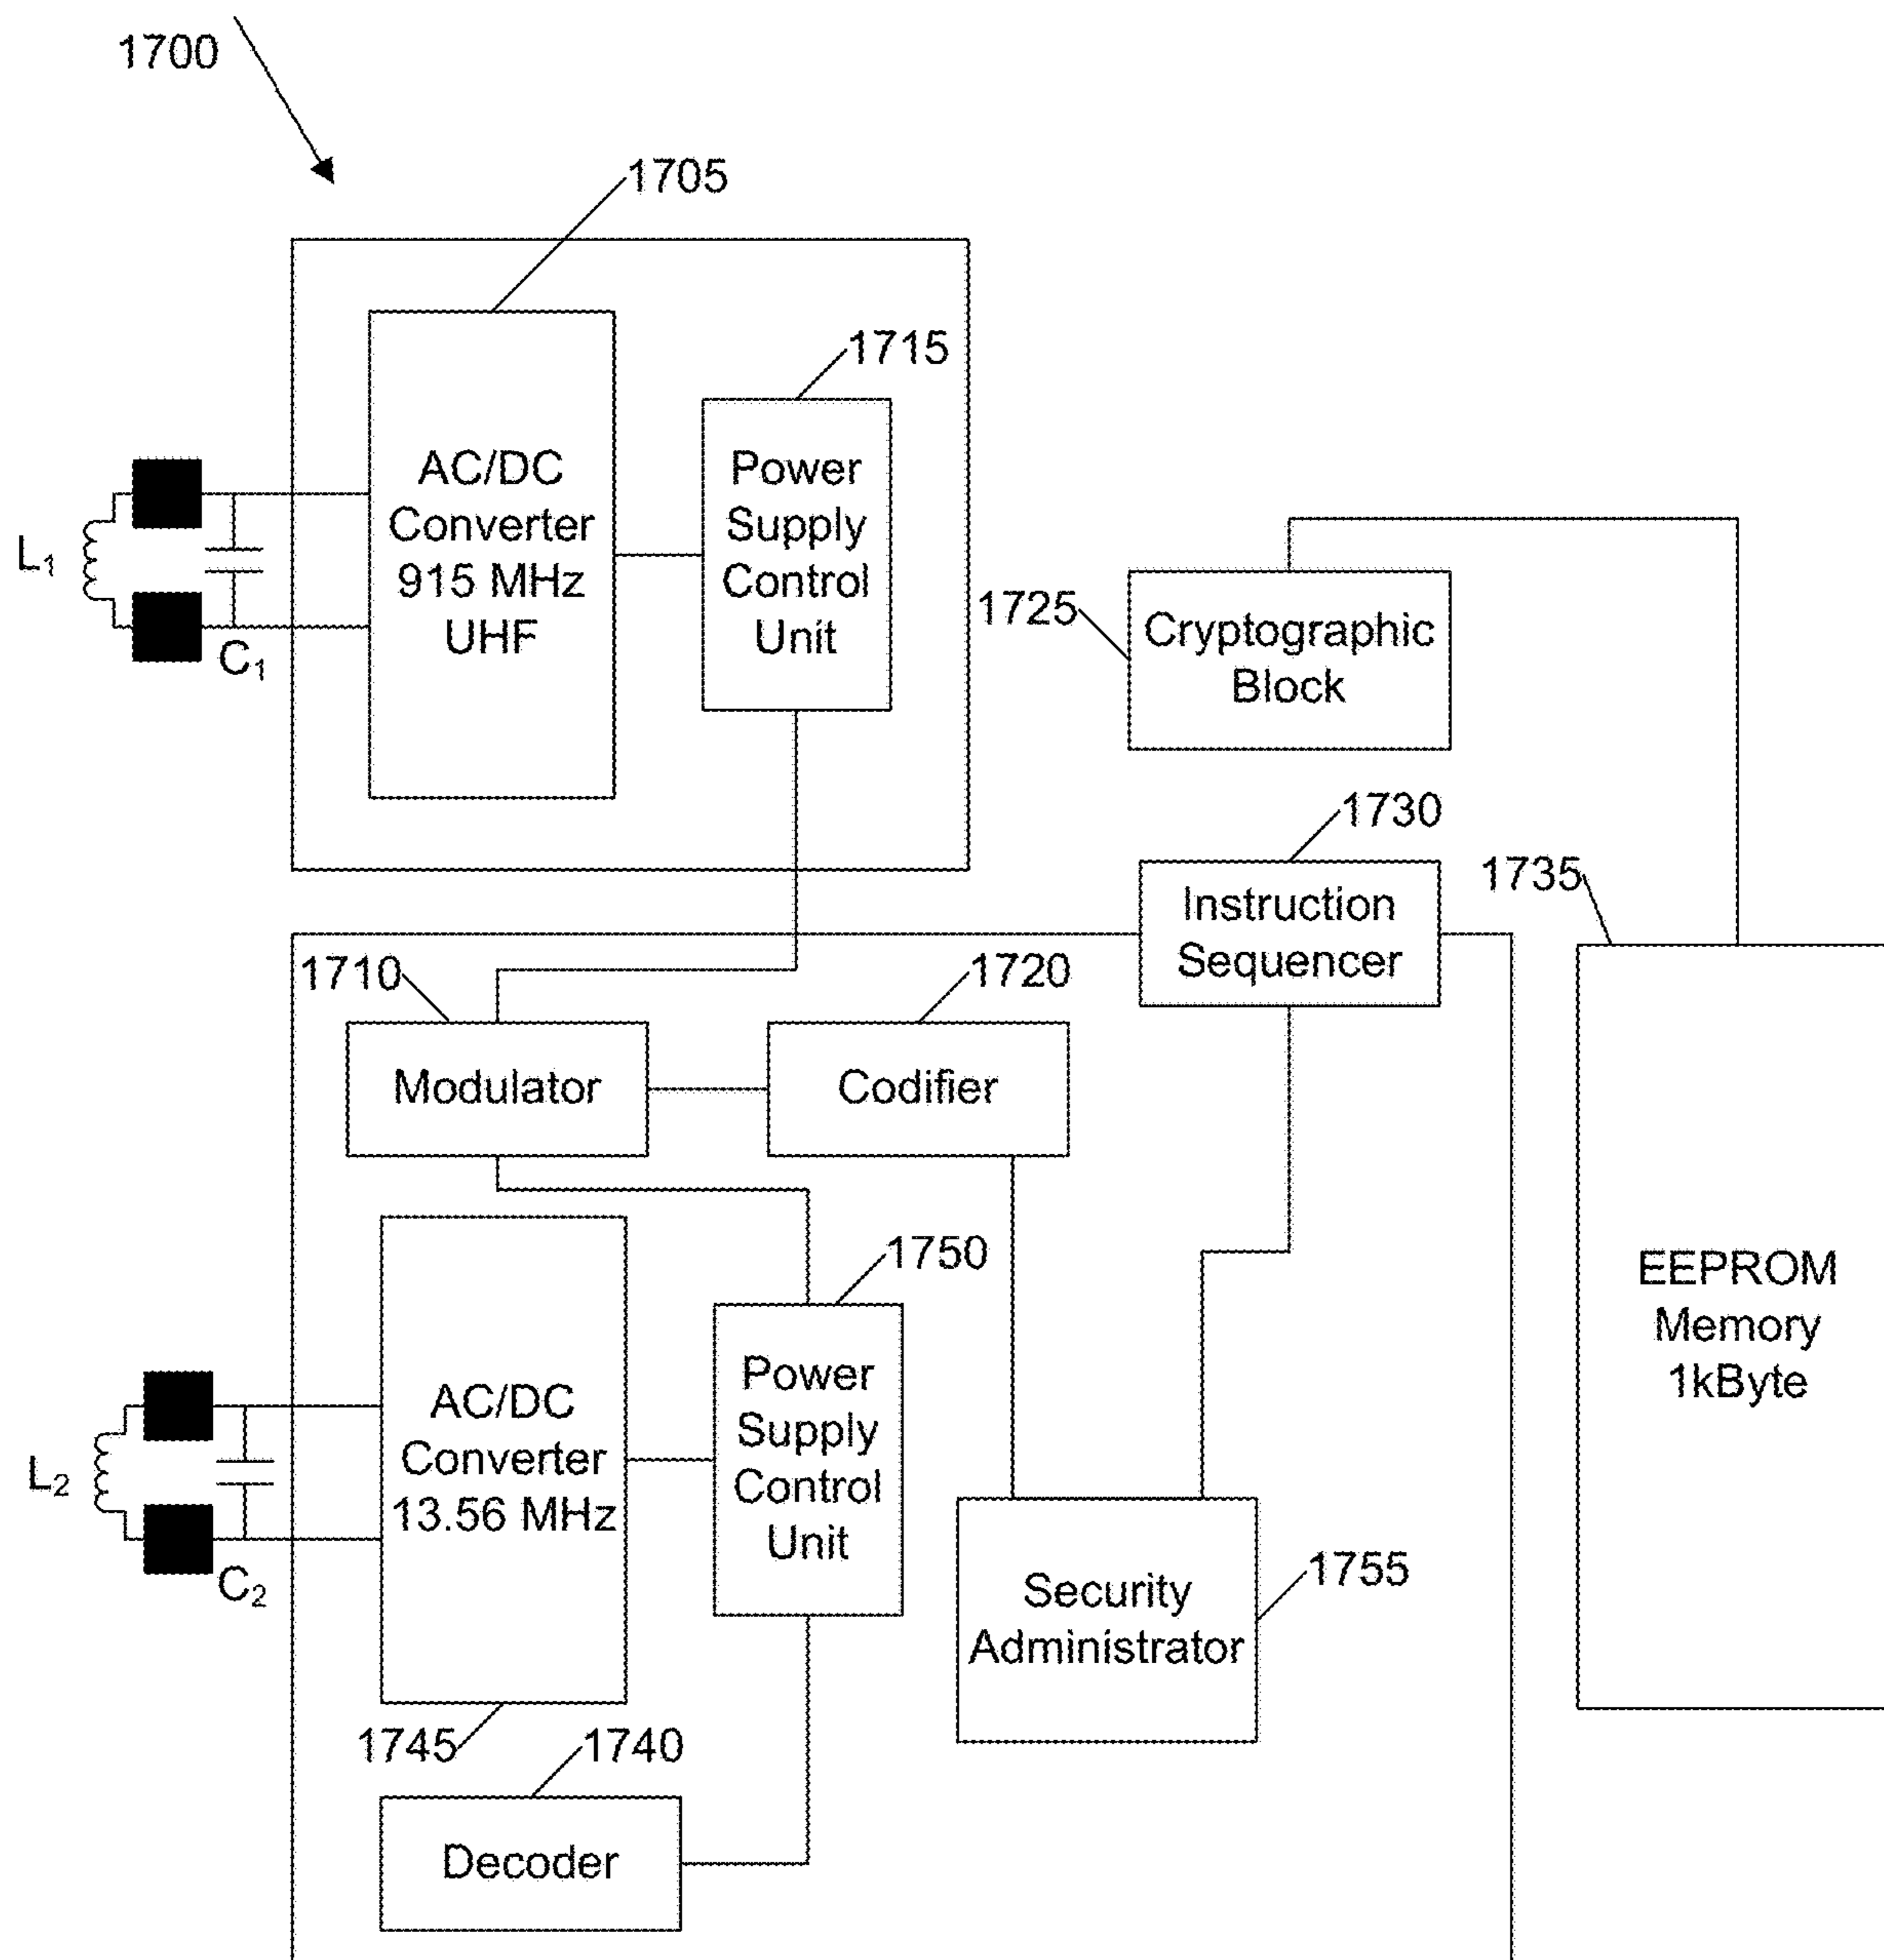 1700
1705
1715
AC/DC
Converter
915 MHz
UHF
Power
Supply
Control
Unit
L₁
C₁
1725
Cryptographic
Block
1730
Instruction
Sequencer
1735
1710
1720
Modulator
Codifier
1750
EEPROM
Memory
1kByte
AC/DC
Converter
13.56 MHz
Power
Supply
Control
Unit
L₂
C₂
Security
Administrator
1755
1745
1740
Decoder